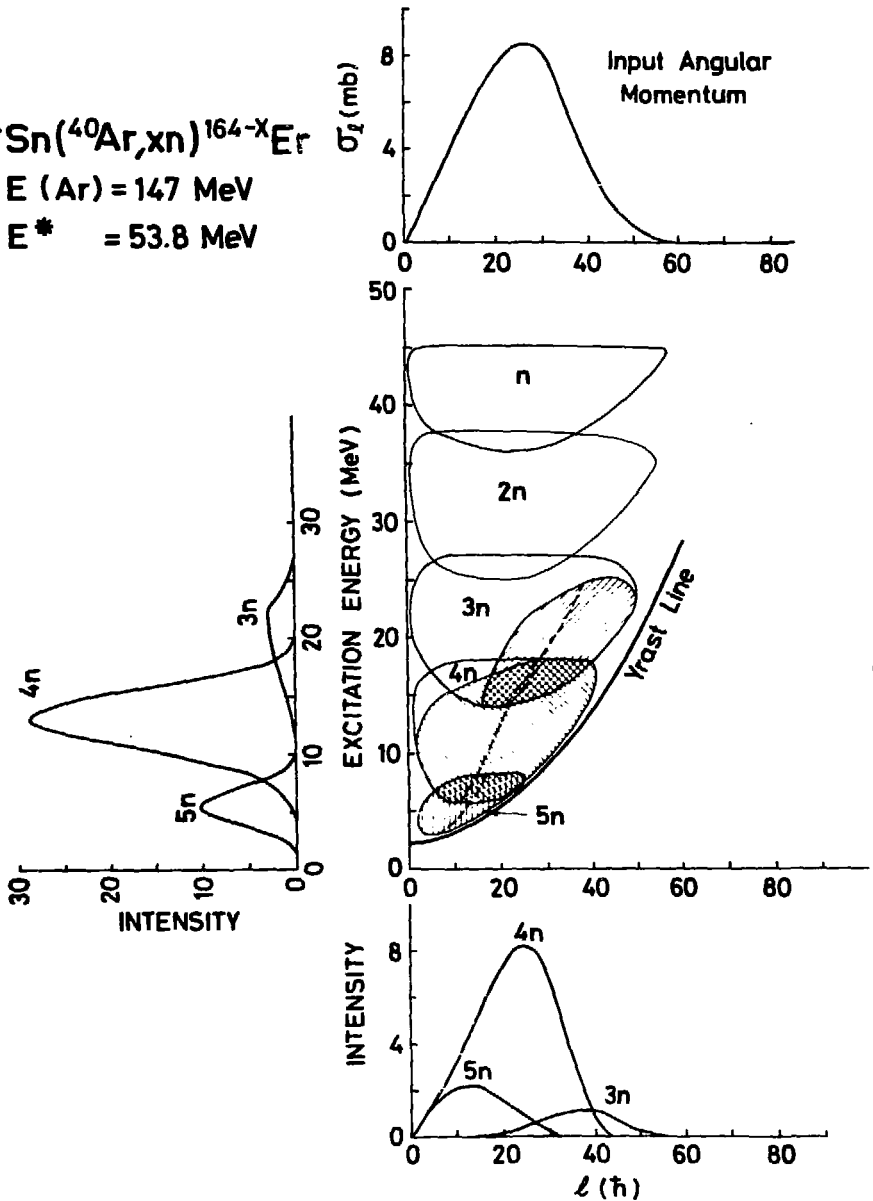 Sn(⁴⁰Ar,xn)¹⁶⁴⁻ˣEr
E (Ar) = 147 MeV
E* = 53.8 MeV
Input Angular
Momentum
σℓ (mb)
8
4
0
0 20 40 60 80
EXCITATION ENERGY (MeV)
50
40
30
20
10
0
n
2n
3n
4n
5n
Yrast Line
0 20 40 60 80
3n
4n
5n
30
20
10
0
30 20 10 0
INTENSITY
INTENSITY
8
4
0
4n
5n
3n
0 20 40 60 80
ℓ (ħ)